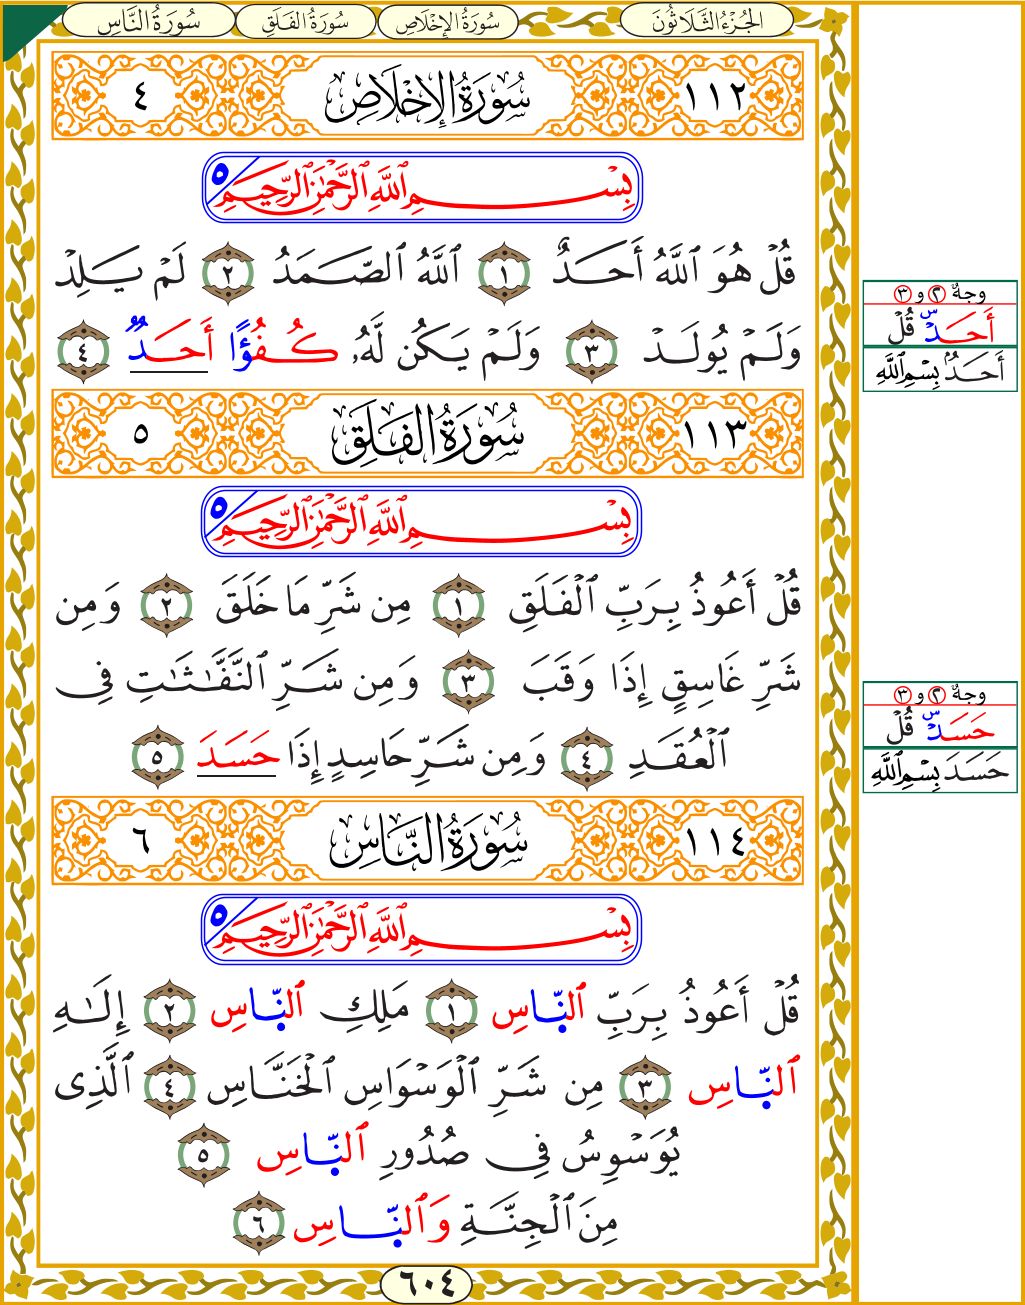 الجُزْءُ الثَّلَاثُونَ
سُورَةُ الإِخْلَاصِ
سُورَةُ الفَلَقِ
سُورَةُ النَّاسِ
١١٢ سُورَةُ الإِخْلَاصِ ٤
بِسْمِ ٱللَّهِ ٱلرَّحْمَٰنِ ٱلرَّحِيمِ ٥
قُلْ هُوَ ٱللَّهُ أَحَدٌ ١ ٱللَّهُ ٱلصَّمَدُ ٢ لَمْ يَلِدْ
وَلَمْ يُولَدْ ٣ وَلَمْ يَكُن لَّهُۥ كُفُؤًا أَحَدٌۢ ٤
وجهٌ ٢ و ٣
أَحَدٌ س قُلْ
أَحَدٌۢ بِسْمِ ٱللَّهِ
١١٣ سُورَةُ الفَلَقِ ٥
بِسْمِ ٱللَّهِ ٱلرَّحْمَٰنِ ٱلرَّحِيمِ ٥
قُلْ أَعُوذُ بِرَبِّ ٱلْفَلَقِ ١ مِن شَرِّ مَا خَلَقَ ٢ وَمِن
شَرِّ غَاسِقٍ إِذَا وَقَبَ ٣ وَمِن شَرِّ ٱلنَّفَّٰثَٰتِ فِى
ٱلْعُقَدِ ٤ وَمِن شَرِّ حَاسِدٍ إِذَا حَسَدَ ٥
وجهٌ ٢ و ٣
حَسَدَ س قُلْ
حَسَدَ بِسْمِ ٱللَّهِ
١١٤ سُورَةُ النَّاسِ ٦
بِسْمِ ٱللَّهِ ٱلرَّحْمَٰنِ ٱلرَّحِيمِ ٥
قُلْ أَعُوذُ بِرَبِّ ٱلنَّاسِ ١ مَلِكِ ٱلنَّاسِ ٢ إِلَٰهِ
ٱلنَّاسِ ٣ مِن شَرِّ ٱلْوَسْوَاسِ ٱلْخَنَّاسِ ٤ ٱلَّذِى
يُوَسْوِسُ فِى صُدُورِ ٱلنَّاسِ ٥
مِنَ ٱلْجِنَّةِ وَٱلنَّاسِ ٦
٦٠٤